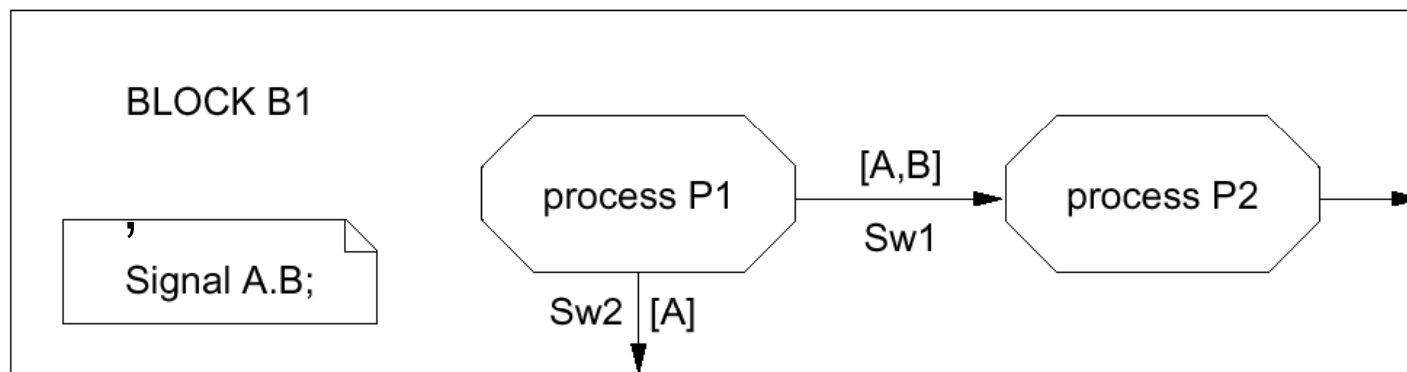 BLOCK B1
,
Signal A.B;
process P1
[A,B]
Sw1
process P2
Sw2 [A]